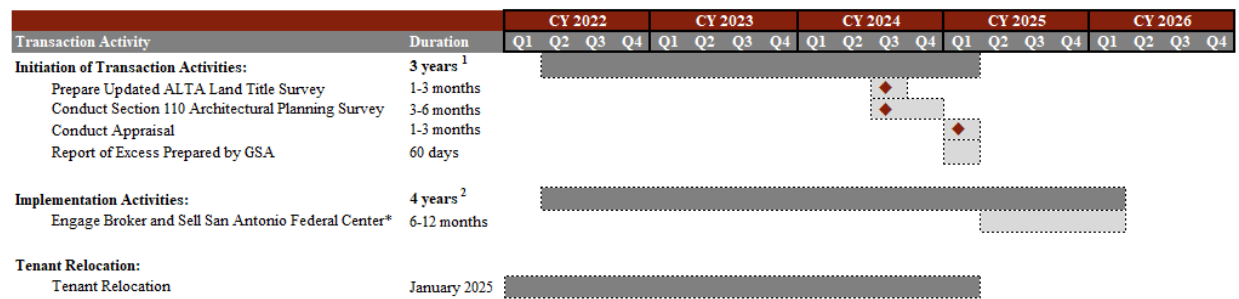 CY 2022 CY 2023 CY 2024 CY 2025 CY 2026
Transaction Activity Duration Q1 Q2 Q3 Q4 Q1 Q2 Q3 Q4 Q1 Q2 Q3 Q4 Q1 Q2 Q3 Q4 Q1 Q2 Q3 Q4
Initiation of Transaction Activities: 3 years 1
Prepare Updated ALTA Land Title Survey 1-3 months
Conduct Section 110 Architectural Planning Survey 3-6 months
Conduct Appraisal 1-3 months
Report of Excess Prepared by GSA 60 days
Implementation Activities: 4 years 2
Engage Broker and Sell San Antonio Federal Center* 6-12 months
Tenant Relocation:
Tenant Relocation January 2025